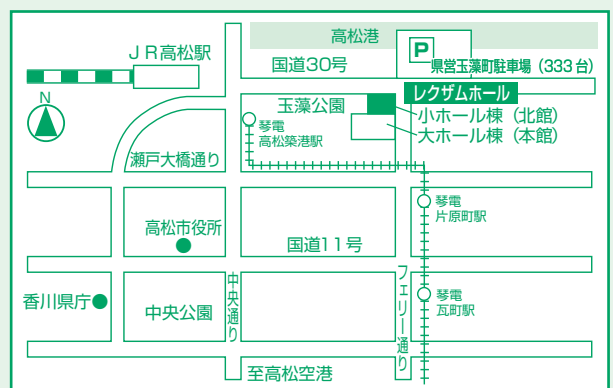 高松港
JR高松駅
P
国道30号
県営玉藻町駐車場(333台)
レクザムホール
N
玉藻公園
小ホール棟(北館)
琴電
高松築港駅
大ホール棟(本館)
瀬戸大橋通り
琴電
片原町駅
高松市役所
国道11号
中央通り
フェリー通り
琴電
瓦町駅
香川県庁
中央公園
至高松空港